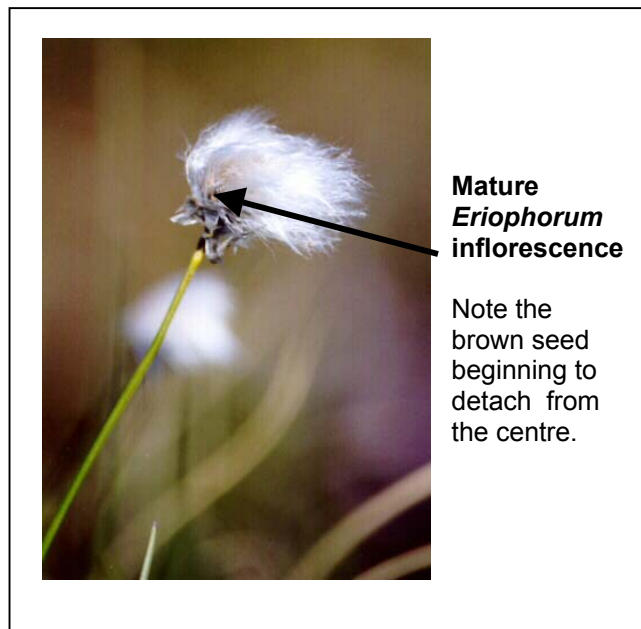 Mature
Eriophorum
inflorescence
Note the
brown seed
beginning to
detach from
the centre.